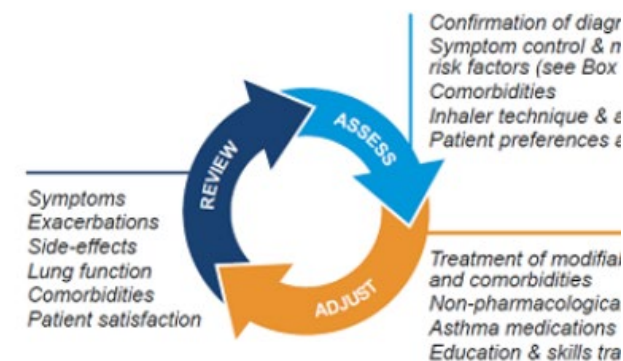 Confirmation of
Symptom control &
risk factors (see Box
Comorbidities
Inhaler technique &
Patient preferences
ASSESS
REVIEW
Symptoms
Exacerbations
Side-effects
Lung function
Comorbidities
Patient satisfaction
ADJUST
Treatment of
and comorbidities
Asthma medications
Education & skills